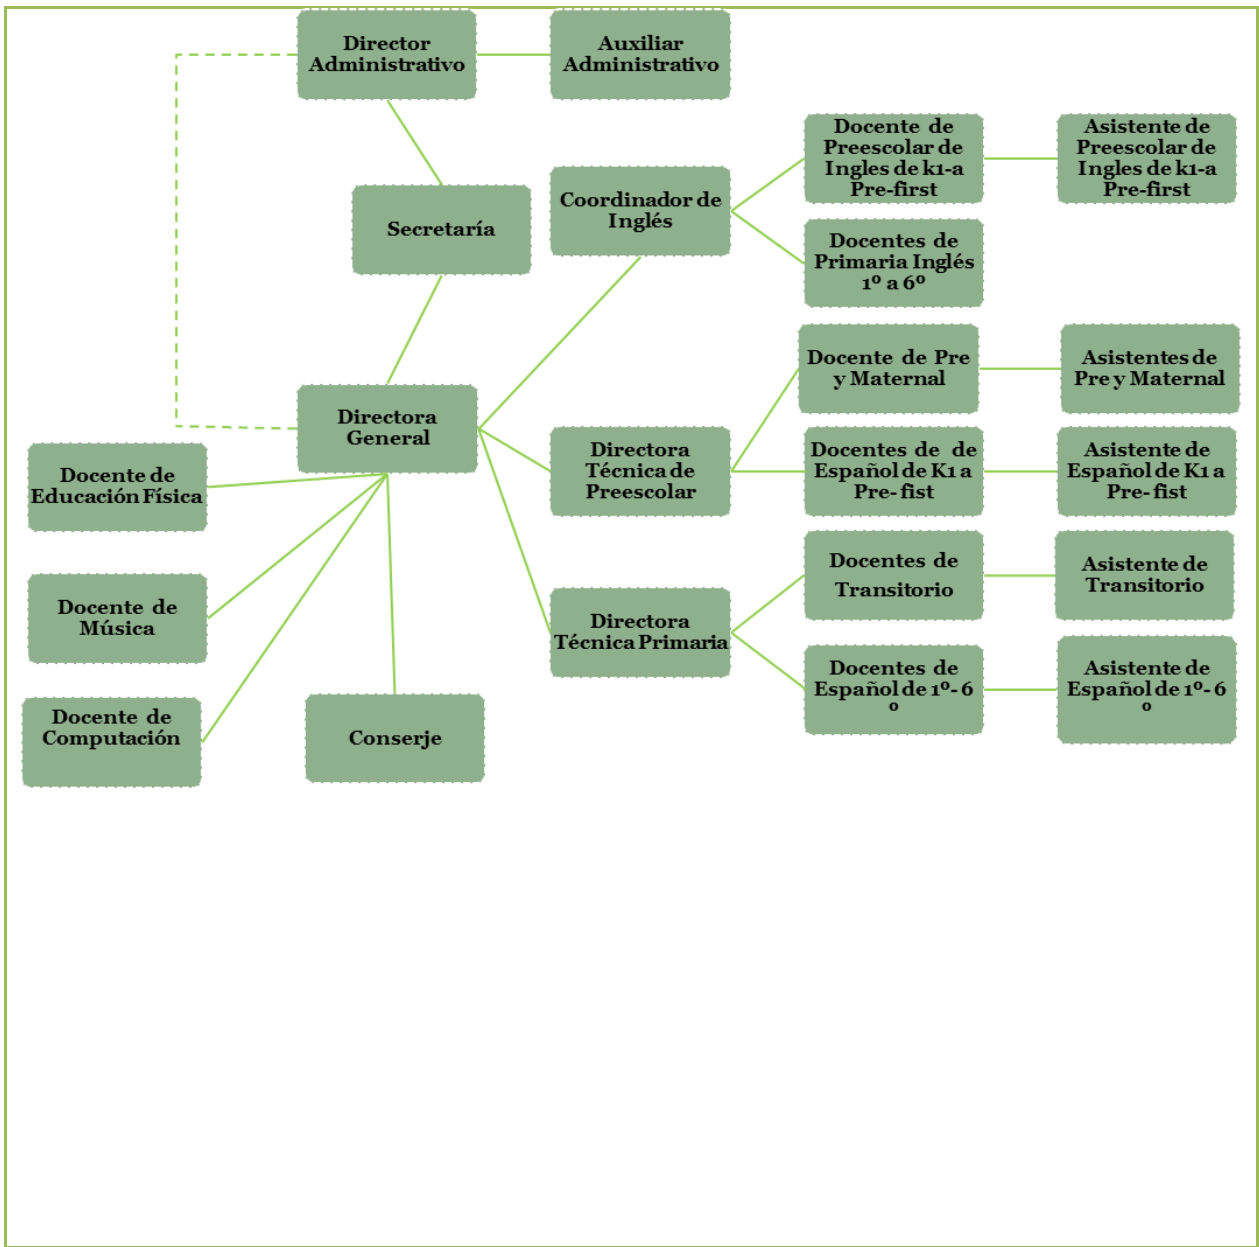 Director
Administrativo
Auxiliar
Administrativo
Docente de
Preescolar de
Ingles de k1-a
Pre-first
Asistente de
Preescolar de
Ingles de k1-a
Pre-first
Secretaría
Coordinador de
Inglés
Docentes de
Primaria Inglés
1º a 6º
Docente de Pre
y Maternal
Asistentes de
Pre y Maternal
Directora
General
Directora
Técnica de
Preescolar
Docentes de de
Español de K1 a
Pre- fist
Asistente de
Español de K1 a
Pre- fist
Docente de
Educación Física
Docentes de
Transitorio
Asistente de
Transitorio
Docente de
Música
Directora
Técnica Primaria
Docentes de
Español de 1º- 6
º
Asistente de
Español de 1º- 6
º
Docente de
Computación
Conserje